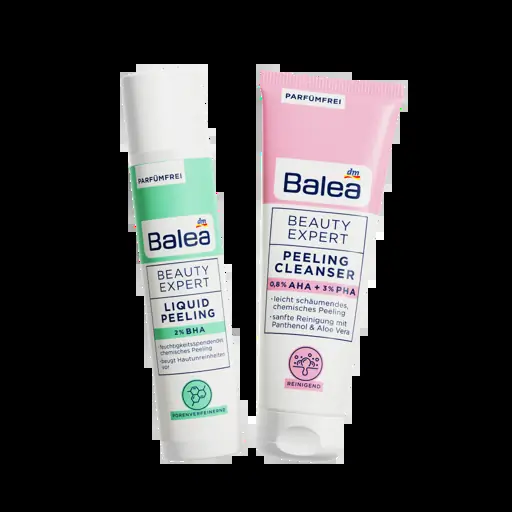 PARFÜMFREI
dm
Balea
BEAUTY
EXPERT
LIQUID
PEELING
2% BHA
feuchtigkeitsspendendes,
chemisches Peeling
beugt Hautunreinheiten
vor
PORENVERFEINERND
PARFÜMFREI
dm
Balea
BEAUTY
EXPERT
PEELING
CLEANSER
0,8% AHA + 3% PHA
•leicht schäumendes,
chemisches Peeling
•sanfte Reinigung mit
Panthenol & Aloe Vera
REINIGEND